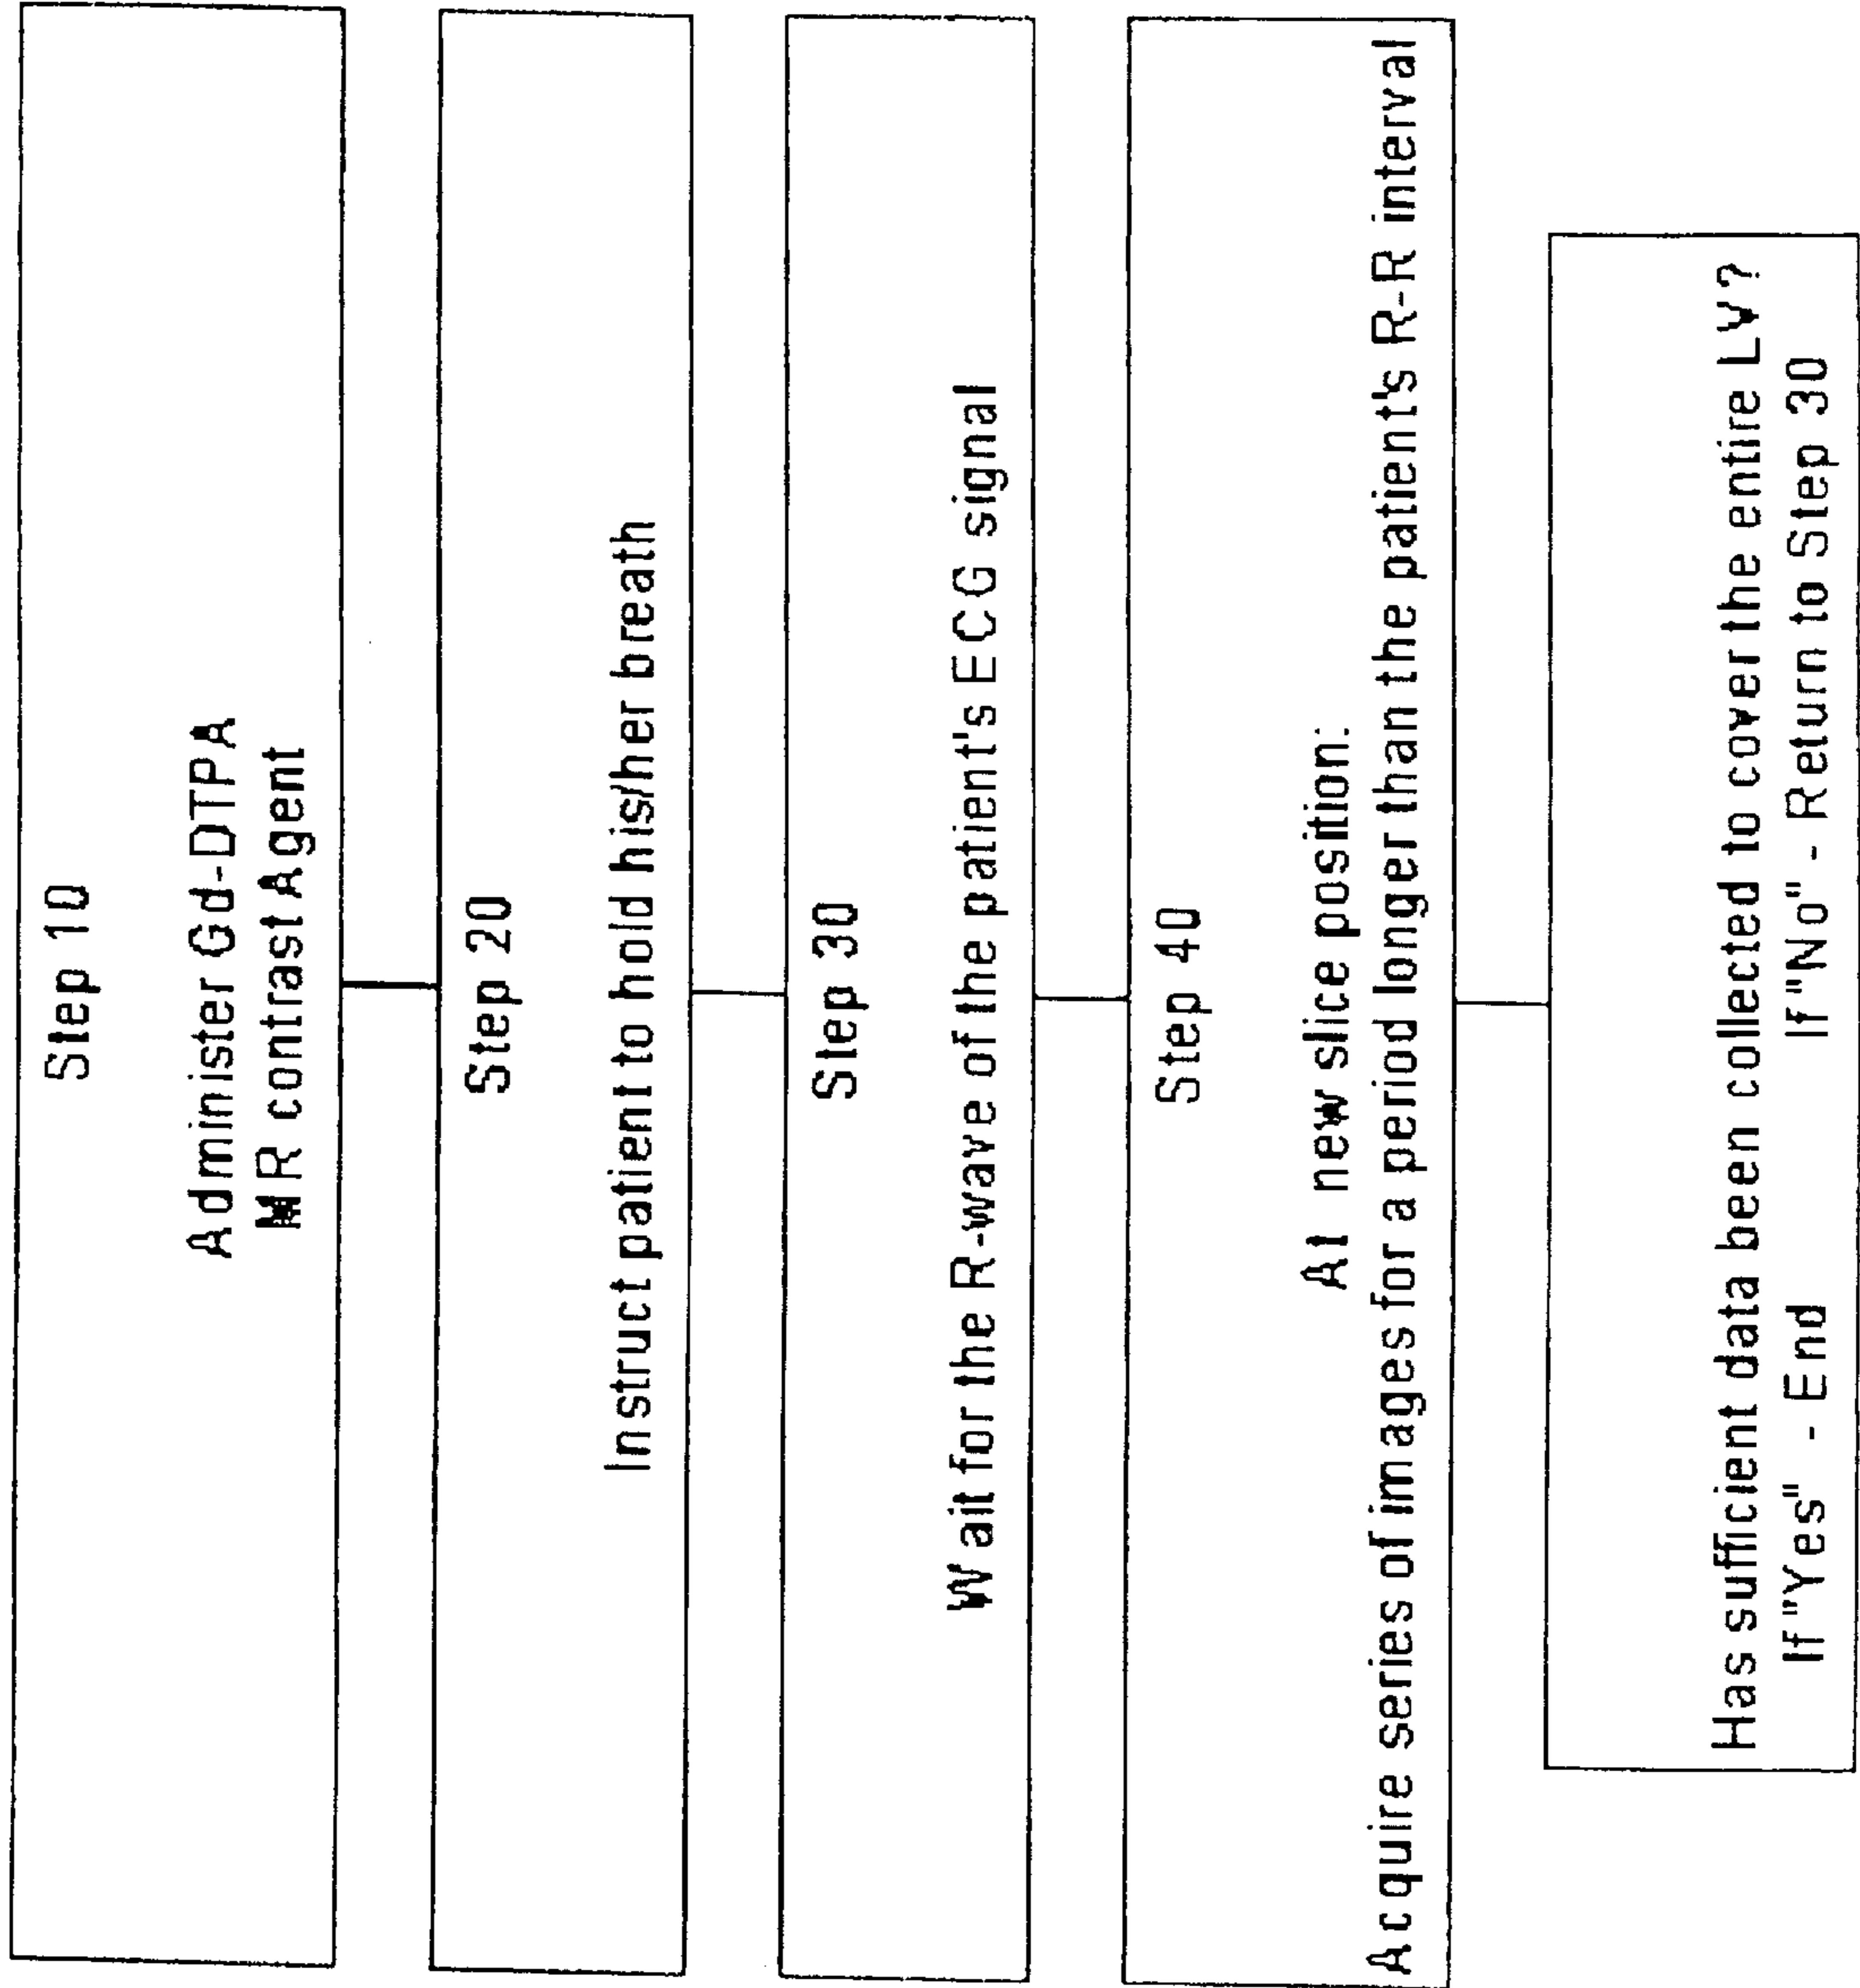 Step 10
Administer Gd-DTPA
MR contrast Agent
Step 20
Instruct patient to hold his/her breath
Step 30
Wait for the R-wave of the patient's ECG signal
Step 40
At new slice position:
Acquire series of images for a period longer than the patient's R-R interval
Has sufficient data been collected to cover the entire LV?
If "Yes" - End If "No" - Return to Step 30